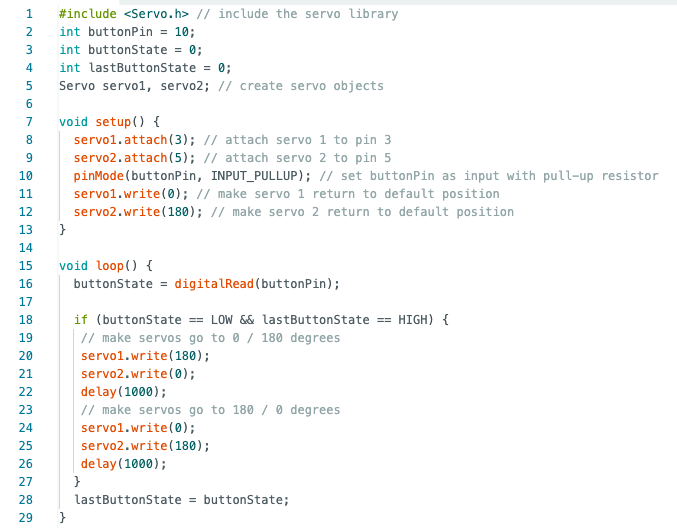 1 #include <Servo.h> // include the servo library
2 int buttonPin = 10;
3 int buttonState = 0;
4 int lastButtonState = 0;
5 Servo servo1, servo2; // create servo objects
6
7 void setup() {
8 servo1.attach(3); // attach servo 1 to pin 3
9 servo2.attach(5); // attach servo 2 to pin 5
10 pinMode(buttonPin, INPUT_PULLUP); // set buttonPin as input with pull-up resistor
11 servo1.write(0); // make servo 1 return to default position
12 servo2.write(180); // make servo 2 return to default position
13 }
14
15 void loop() {
16 buttonState = digitalRead(buttonPin);
17
18 if (buttonState == LOW && lastButtonState == HIGH) {
19 // make servos go to 0 / 180 degrees
20 servo1.write(180);
21 servo2.write(0);
22 delay(1000);
23 // make servos go to 180 / 0 degrees
24 servo1.write(0);
25 servo2.write(180);
26 delay(1000);
27 }
28 lastButtonState = buttonState;
29 }